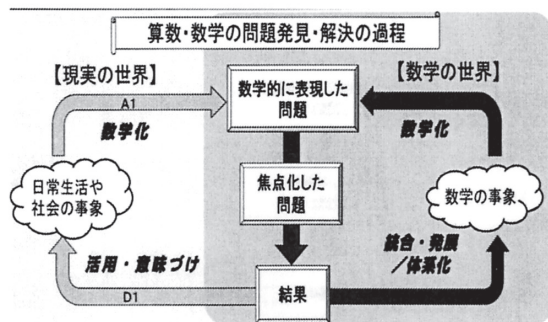 算数・数学の問題発見・解決の過程
【現実の世界】
【数学の世界】
A1
数学化
数学的に表現した
問題
数学化
日常生活や
社会の事象
焦点化した
問題
数学の事象
活用・意味づけ
D1
結果
統合・発展
/体系化